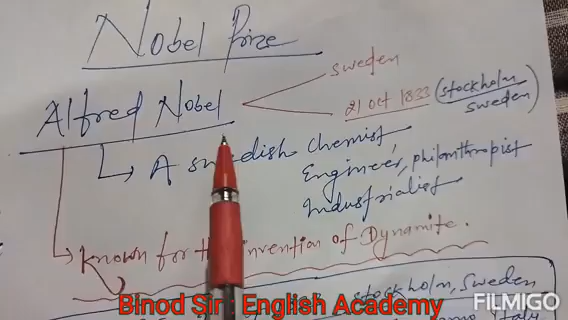 Nobel Prize
Sweden
Alfred Nobel
21 Oct 1833 (Stockholm Sweden)
A Swedish Chemist
Engineer, philanthropist
Industrialist
Known for the invention of Dynamite.
Stockholm, Sweden
Binod Sir : English Academy
Italy
FILMIGO